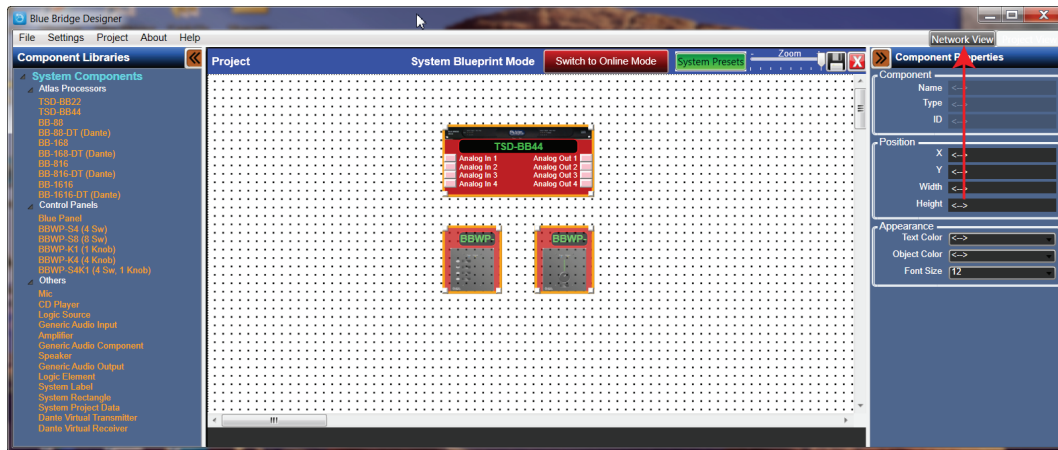 Blue Bridge Designer
File Settings Project About Help
Network View
Component Libraries
System Components
Atlas Processors
TSD-BB22
TSD-BB44
BB-88
BB-88-DT (Dante)
BB-168
BB-168-DT (Dante)
BB-816
BB-816-DT (Dante)
BB-1616
BB-1616-DT (Dante)
Control Panels
Blue Panel
BBWP-S4 (4 Sw)
BBWP-S8 (8 Sw)
BBWP-K1 (1 Knob)
BBWP-K4 (4 Knob)
BBWP-S4K1 (4 Sw, 1 Knob)
Others
Mic
CD Player
Logic Source
Generic Audio Input
Amplifier
Generic Audio Component
Speaker
Generic Audio Output
Logic Element
System Label
System Rectangle
System Project Data
Dante Virtual Transmitter
Dante Virtual Receiver
Project System Blueprint Mode Switch to Online Mode System Presets Zoom
TSD-BB44
Analog In 1 Analog Out 1
Analog In 2 Analog Out 2
Analog In 3 Analog Out 3
Analog In 4 Analog Out 4
BBWP- BBWP-
Component Properties
Component
Name <-->
Type <-->
ID <-->
Position
X <-->
Y <-->
Width <-->
Height <-->
Appearance
Text Color <-->
Object Color <-->
Font Size 12